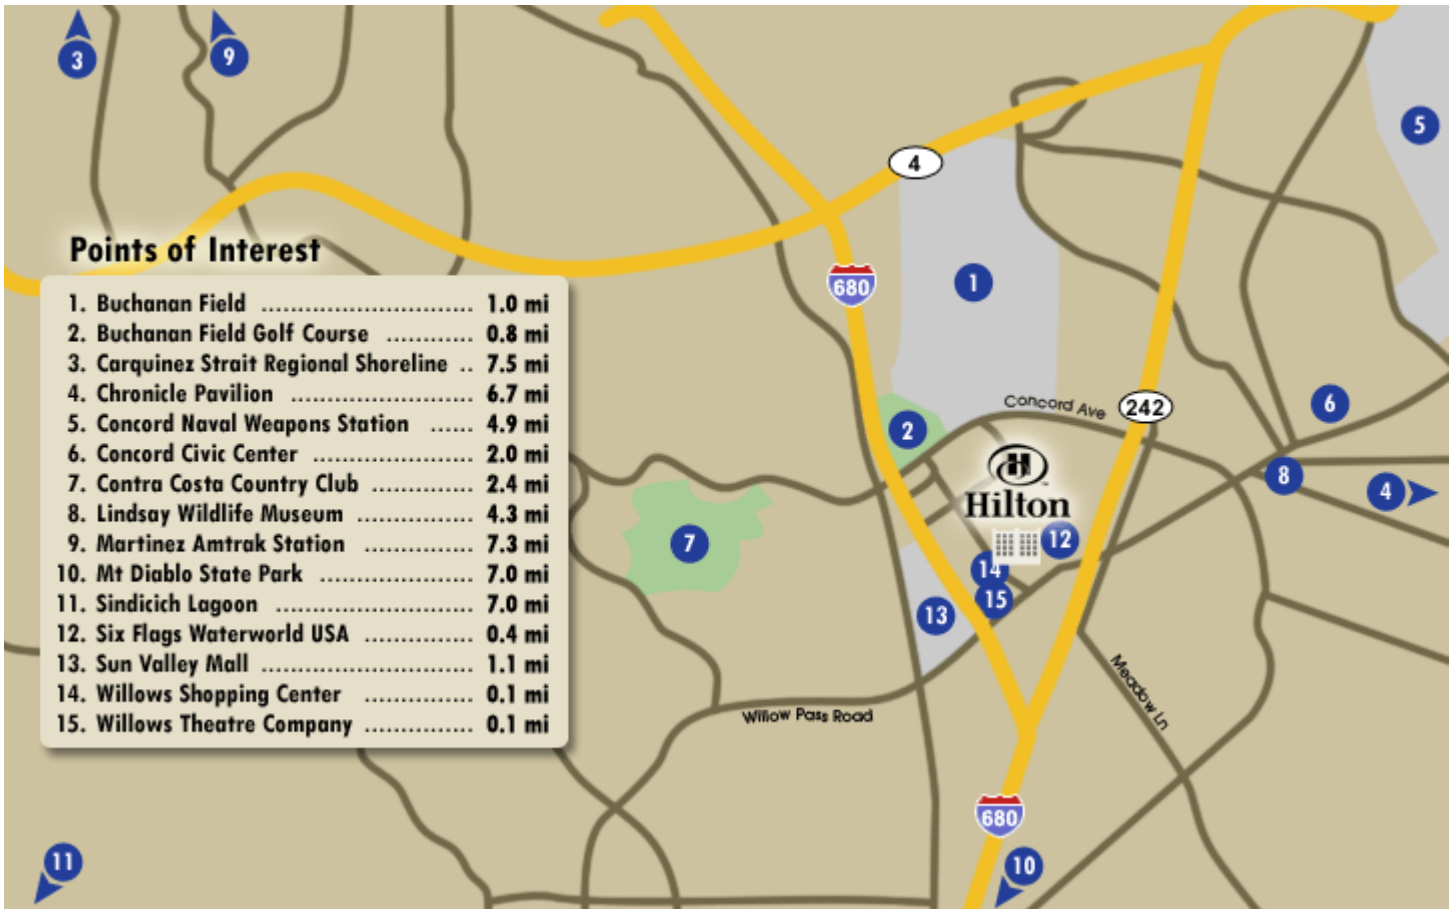 3
9
5
4
Points of Interest
1. Buchanan Field ............................. 1.0 mi
2. Buchanan Field Golf Course ............ 0.8 mi
3. Carquinez Strait Regional Shoreline .. 7.5 mi
4. Chronicle Pavilion ......................... 6.7 mi
5. Concord Naval Weapons Station ...... 4.9 mi
6. Concord Civic Center ...................... 2.0 mi
7. Contra Costa Country Club .............. 2.4 mi
8. Lindsay Wildlife Museum ................ 4.3 mi
9. Martinez Amtrak Station ............... 7.3 mi
10. Mt Diablo State Park ..................... 7.0 mi
11. Sindicich Lagoon ........................... 7.0 mi
12. Six Flags Waterworld USA ............... 0.4 mi
13. Sun Valley Mall ............................. 1.1 mi
14. Willows Shopping Center ............... 0.1 mi
15. Willows Theatre Company ............... 0.1 mi
680
1
Concord Ave
242
6
2
Hilton
8
4
7
12
14
15
13
Meadow Ln
Willow Pass Road
680
11
10